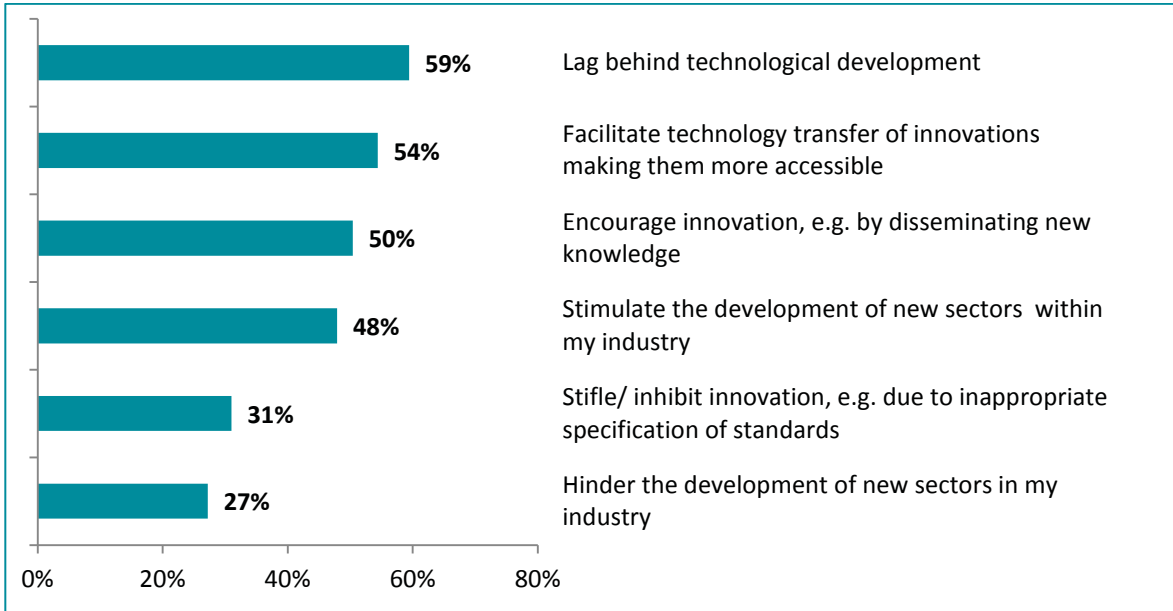 59%
Lag behind technological development
54%
Facilitate technology transfer of innovations
making them more accessible
50%
Encourage innovation, e.g. by disseminating new
knowledge
48%
Stimulate the development of new sectors  within
my industry
31%
Stifle/ inhibit innovation, e.g. due to inappropriate
specification of standards
27%
Hinder the development of new sectors in my
industry
0%
20%
40%
60%
80%